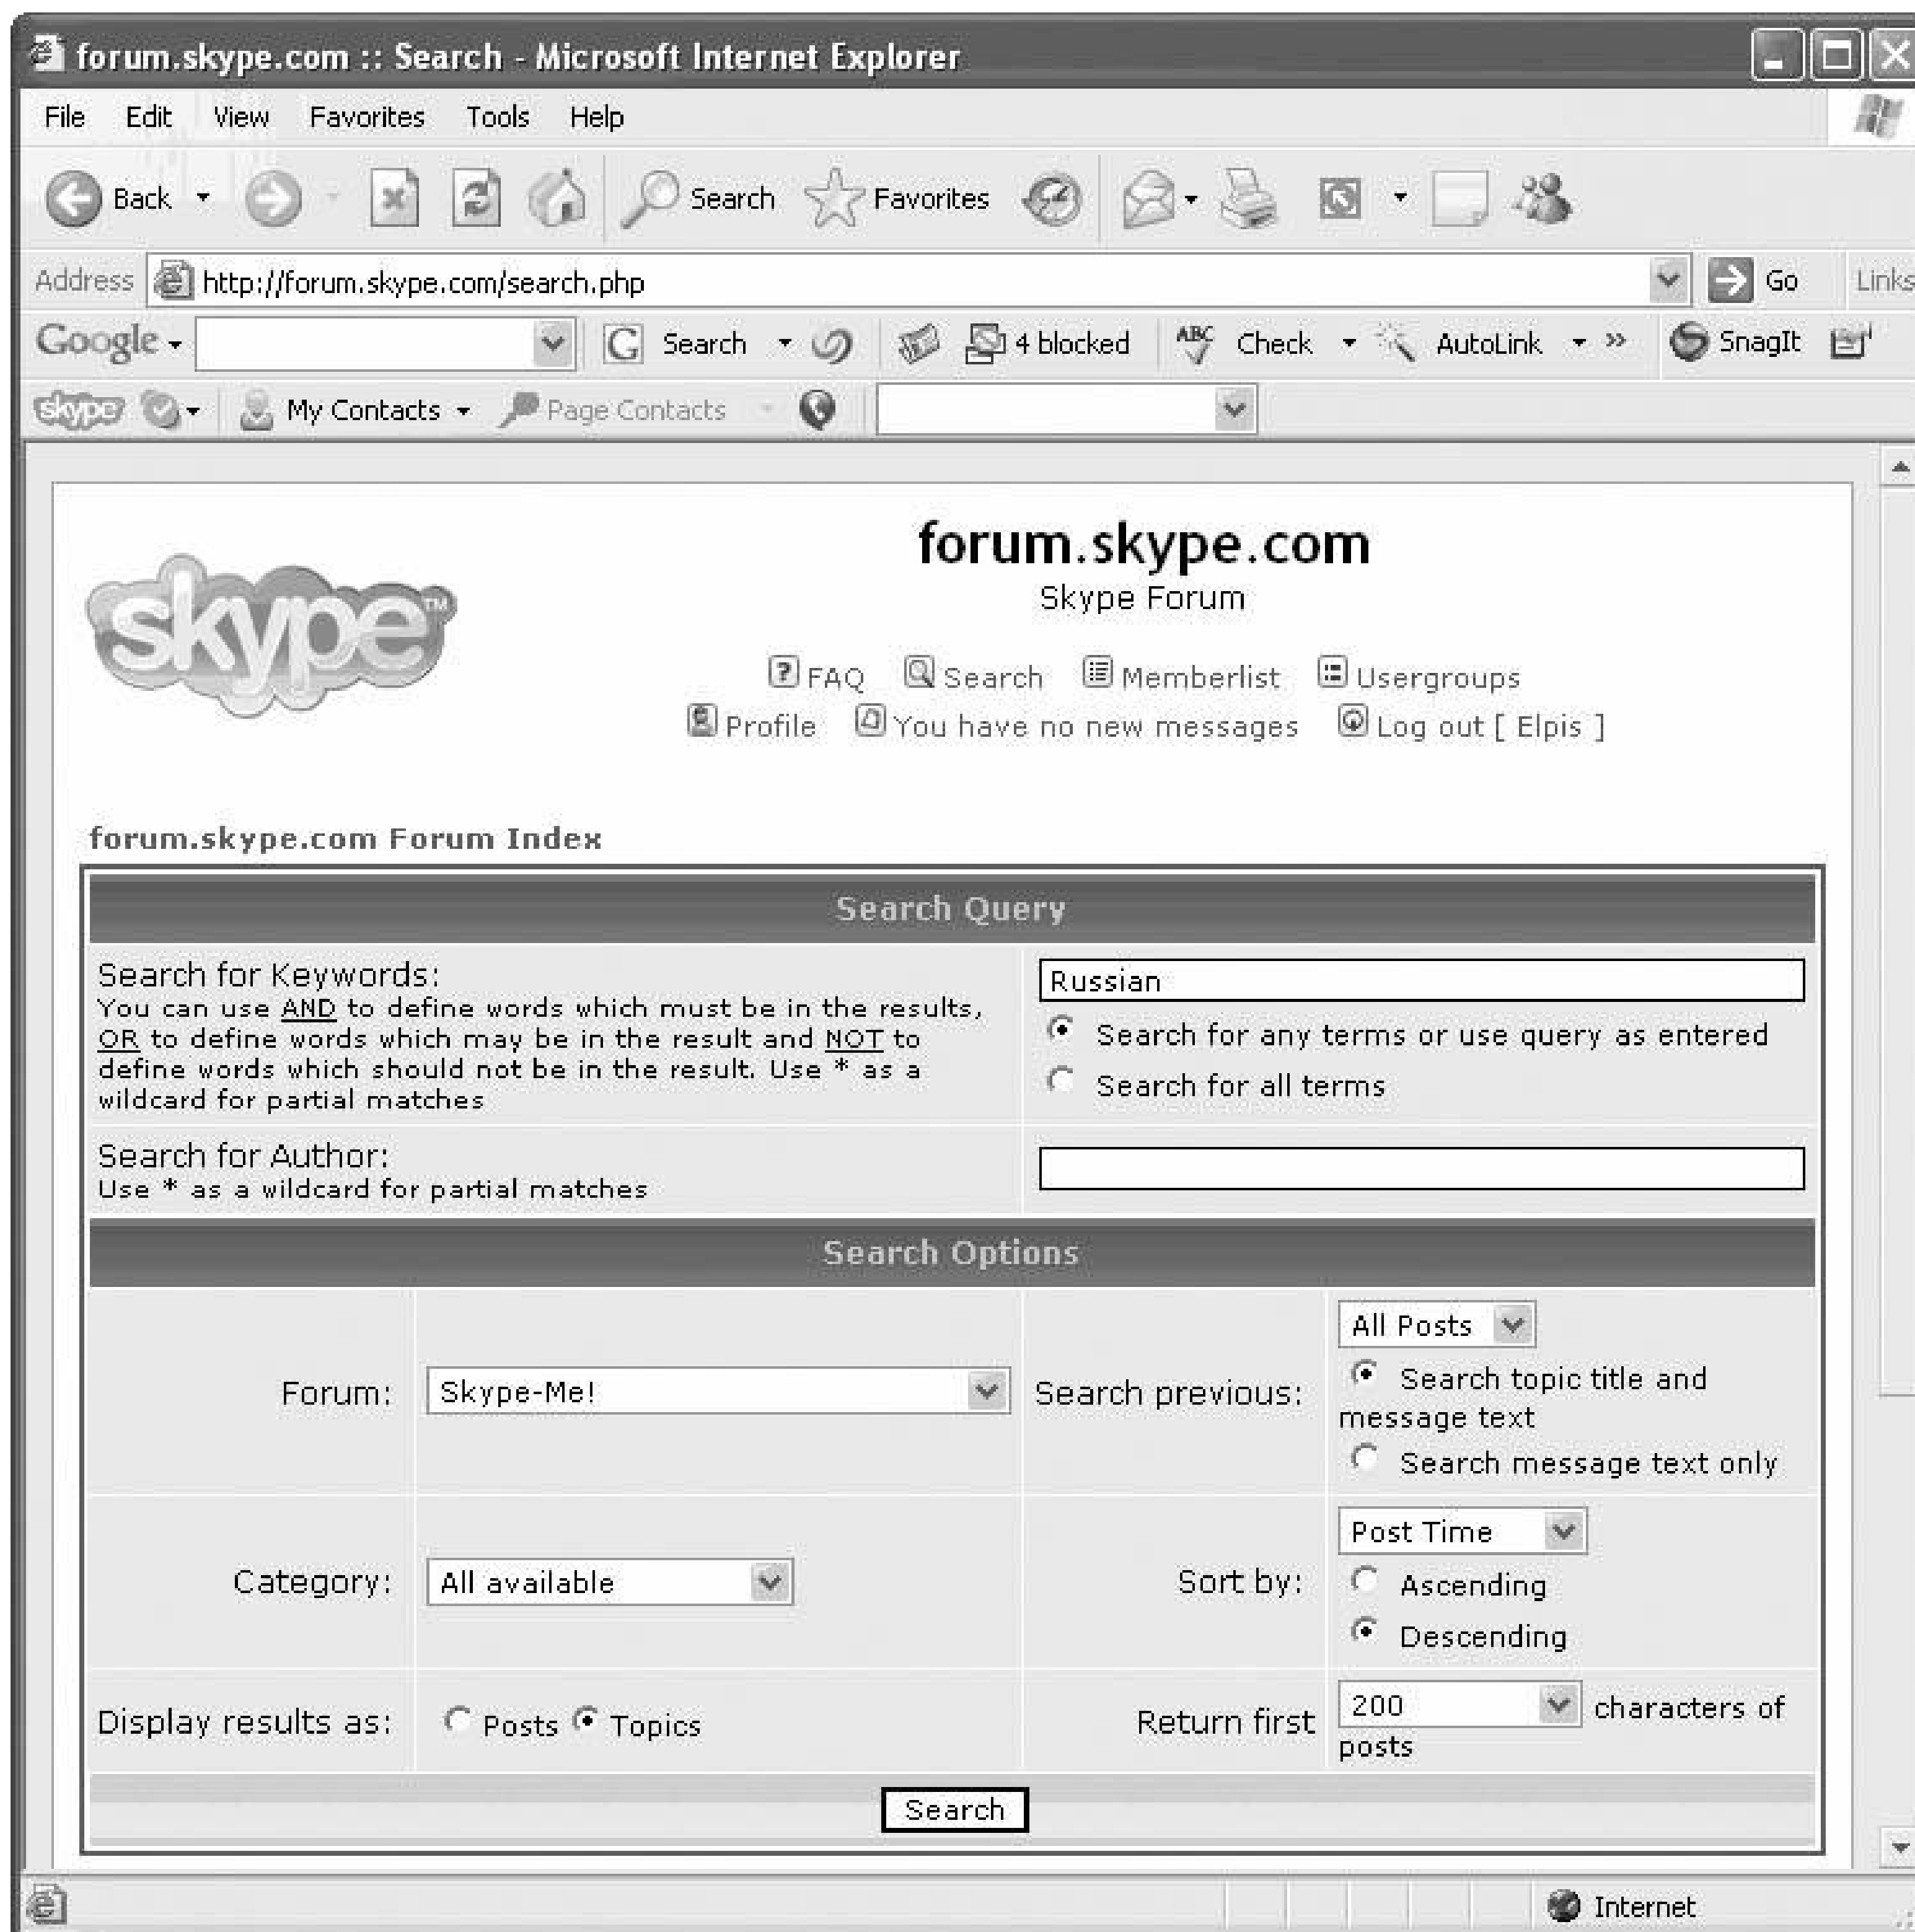 forum.skype.com :: Search - Microsoft Internet Explorer
File Edit View Favorites Tools Help
Back Search Favorites
Address http://forum.skype.com/search.php Go Links
Google G Search 4 blocked ABC Check AutoLink » SnagIt
skype My Contacts Page Contacts
skype™
forum.skype.com
Skype Forum
? FAQ Search Memberlist Usergroups
Profile You have no new messages Log out [ Elpis ]
forum.skype.com Forum Index
Search Query
Search for Keywords:
You can use AND to define words which must be in the results,
OR to define words which may be in the result and NOT to
define words which should not be in the result. Use * as a
wildcard for partial matches
Russian
Search for any terms or use query as entered
Search for all terms
Search for Author:
Use * as a wildcard for partial matches
Search Options
Forum: Skype-Me!
Search previous: All Posts
Search topic title and
message text
Search message text only
Category: All available
Sort by: Post Time
Ascending
Descending
Display results as: Posts Topics
Return first 200 characters of
posts
Search
Internet